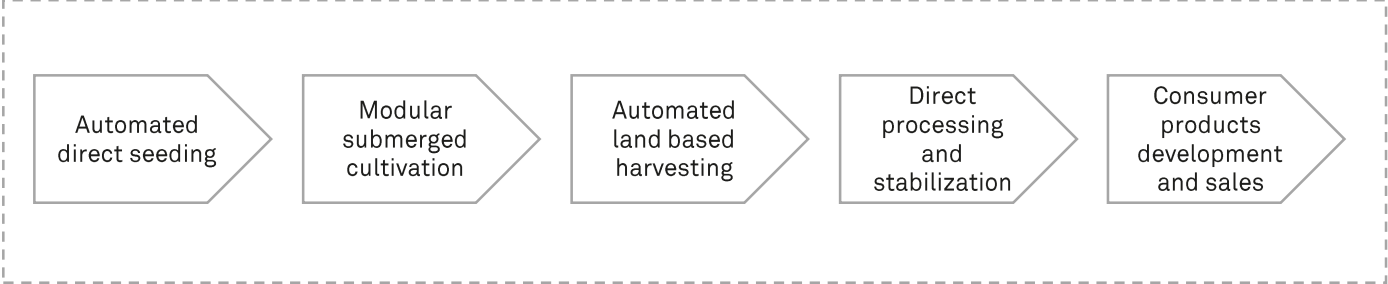 Automated
direct seeding
Modular
submerged
cultivation
Automated
land based
harvesting
Direct
processing
and
stabilization
Consumer
products
development
and sales